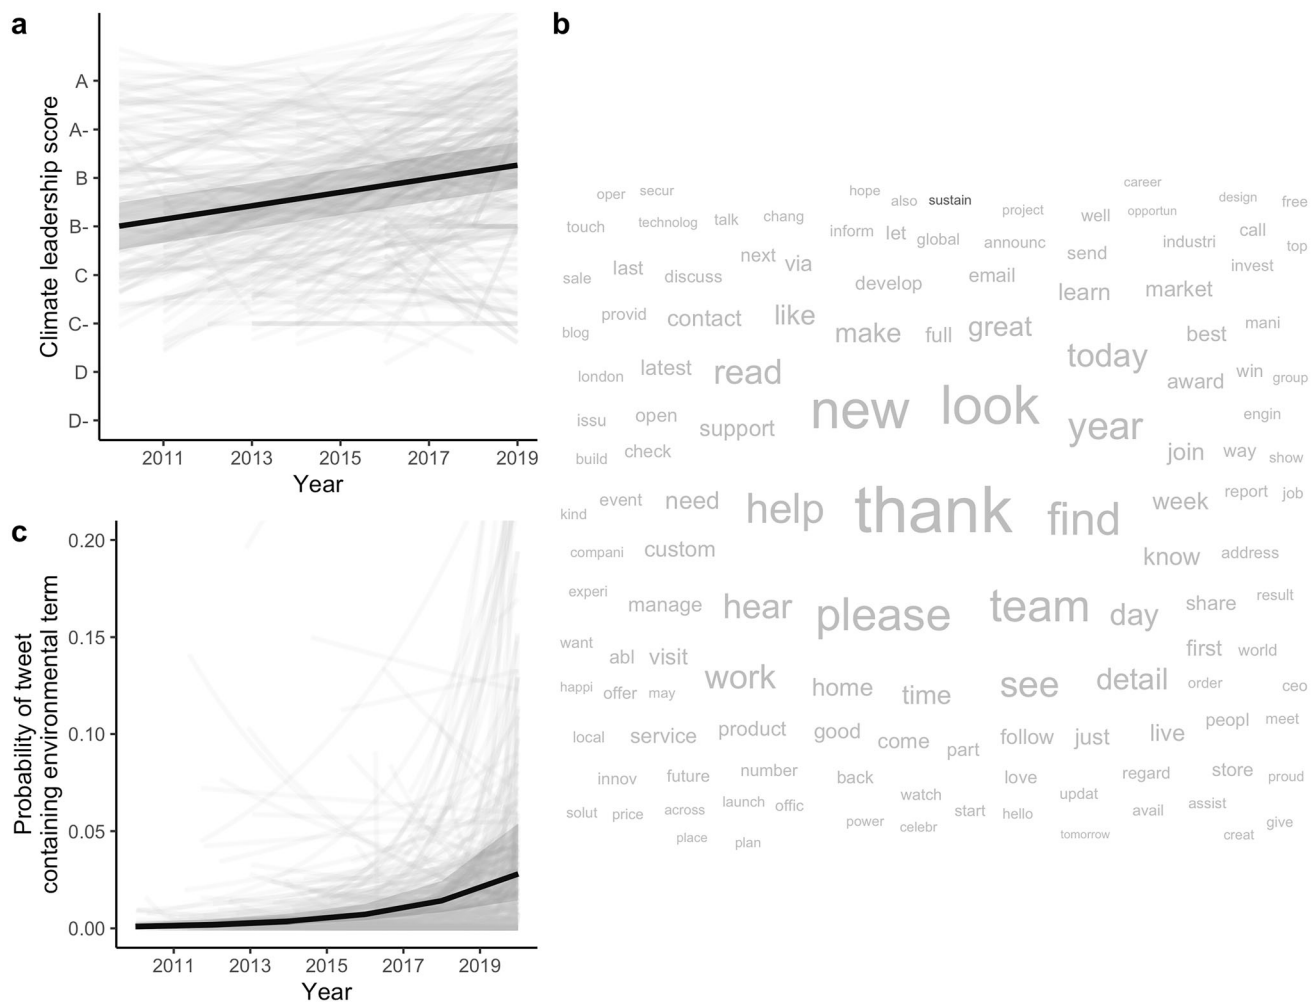 a
Climate leadership score
A
A-
B
B-
C
C-
D
D-
2011 2013 2015 2017 2019
Year
b
career
oper secur hope also sustain project design free
touch technolog talk chang inform let global announc well opportun industri call top
sale last discuss next via develop email send learn market invest
blog provid contact like make full great today best mani
london latest read award win group
issu open support new look year engin
build check join way show
kind event need help thank find week report job
compani custom know address
experi manage hear please team day share result
want abl visit first world
happi offer may work home time see detail order ceo
local service product good come part follow just live peopl meet
innov future number back love regard store proud
solut price across launch offic watch start hello updat avail assist give
place plan power celebr tomorrow creat
c
Probability of tweet
containing environmental term
0.20
0.15
0.10
0.05
0.00
2011 2013 2015 2017 2019
Year